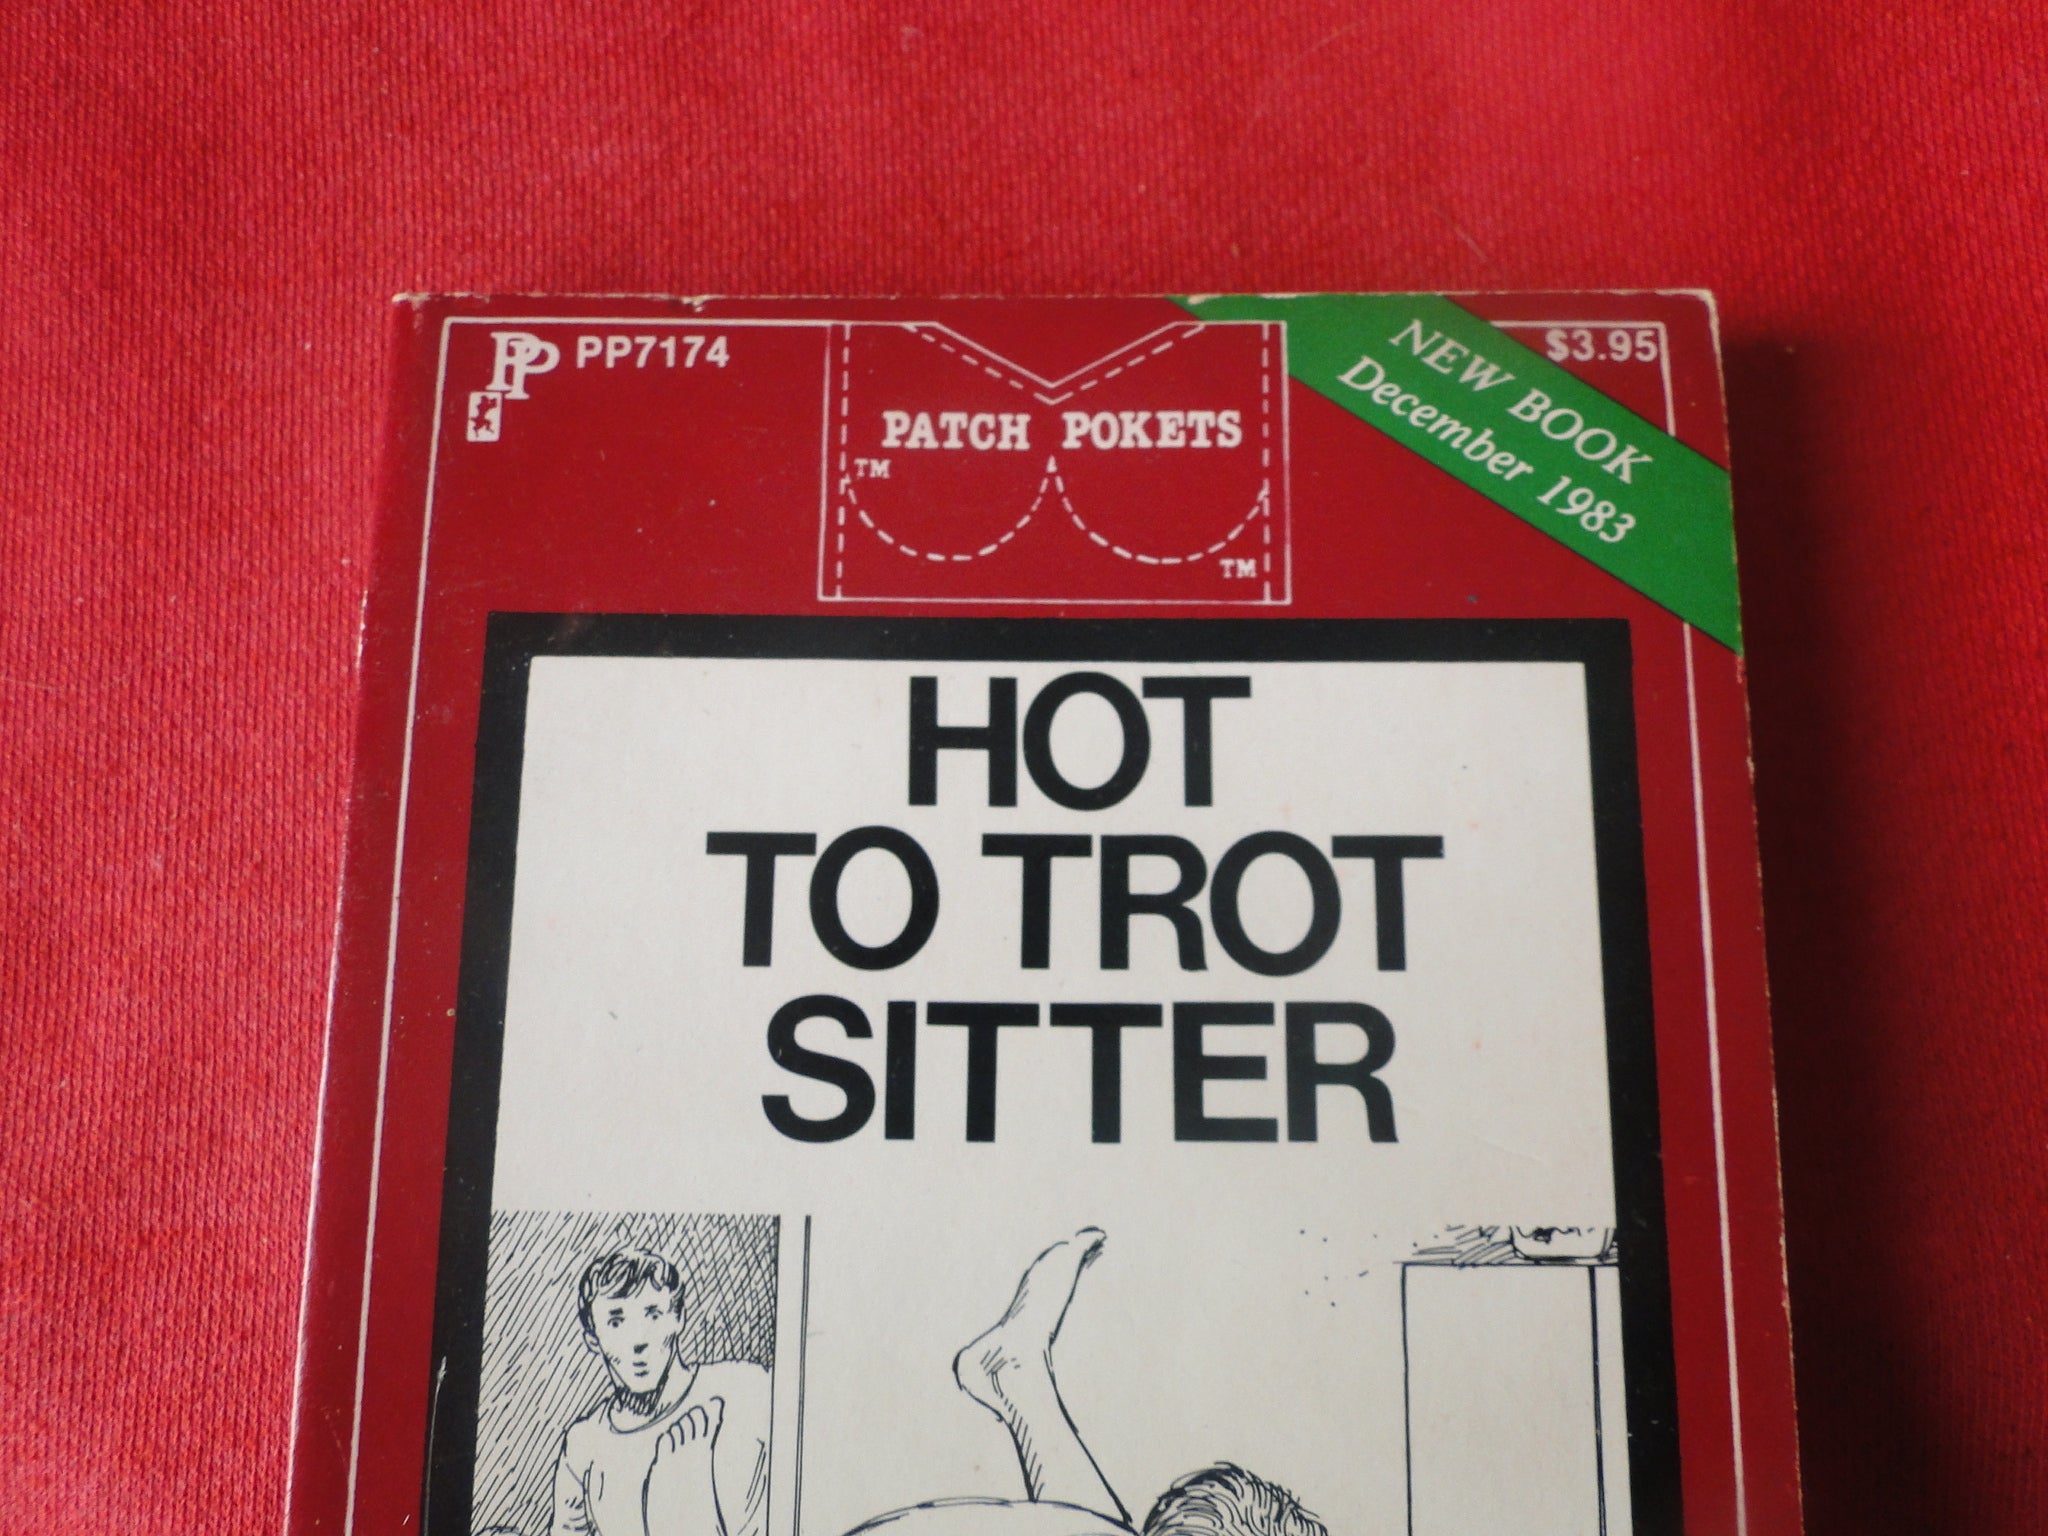 PP PP7174
PATCH POKETS
TM
TM
NEW BOOK
December 1983
$3.95
HOT
TO TROT
SITTER